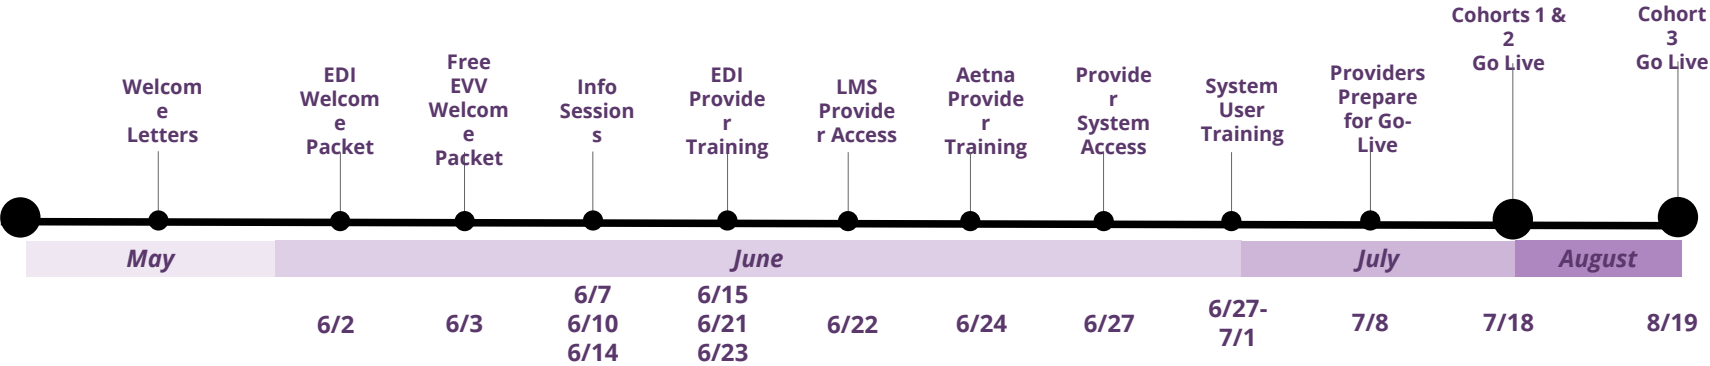 Welcom
e
Letters
EDI
Welcom
e
Packet
Free
EVV
Welcom
e
Packet
Info
Session
s
EDI
Provide
r
Training
LMS
Provide
r Access
Aetna
Provide
r
Training
Provide
r
System
Access
System
User
Training
Providers
Prepare
for Go-
Live
Cohorts 1 &
2
Go Live
Cohort
3
Go Live
May
June
July
August
6/2
6/3
6/7
6/10
6/14
6/15
6/21
6/23
6/22
6/24
6/27
6/27-
7/1
7/8
7/18
8/19